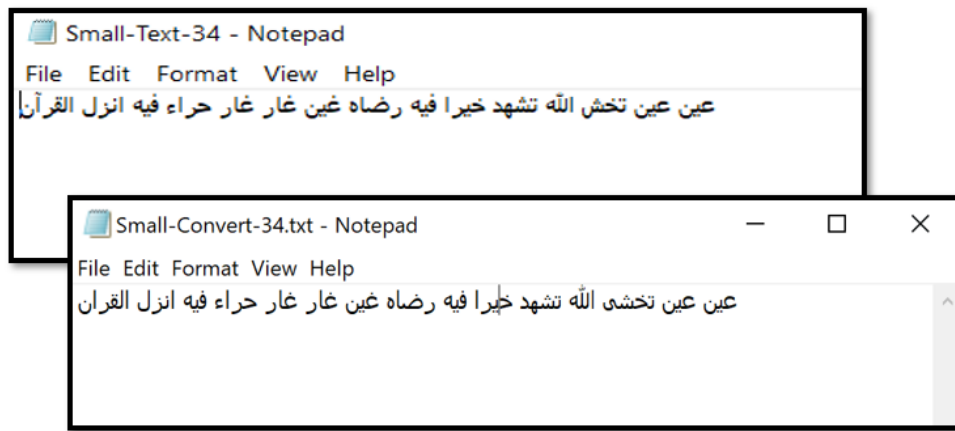 Small-Text-34 - Notepad
File Edit Format View Help
عين عين تخش الله تشهد خيرا فيه رضاه غين غار غار حراء فيه انزل القرآن
Small-Convert-34.txt - Notepad
File Edit Format View Help
عين عين تخشى الله تشهد خيرا فيه رضاه غين غار غار حراء فيه انزل القران